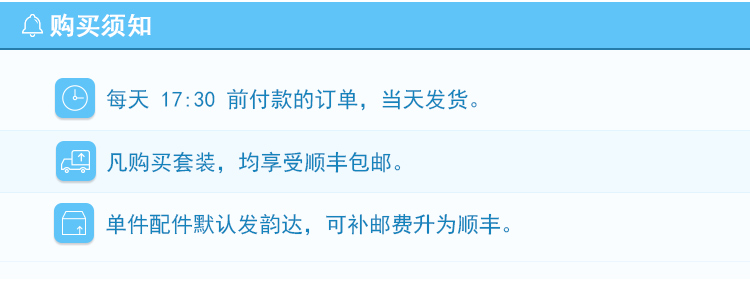 购买须知
每天 17:30 前付款的订单，当天发货。
凡购买套装，均享受顺丰包邮。
单件配件默认发韵达，可补邮费升为顺丰。